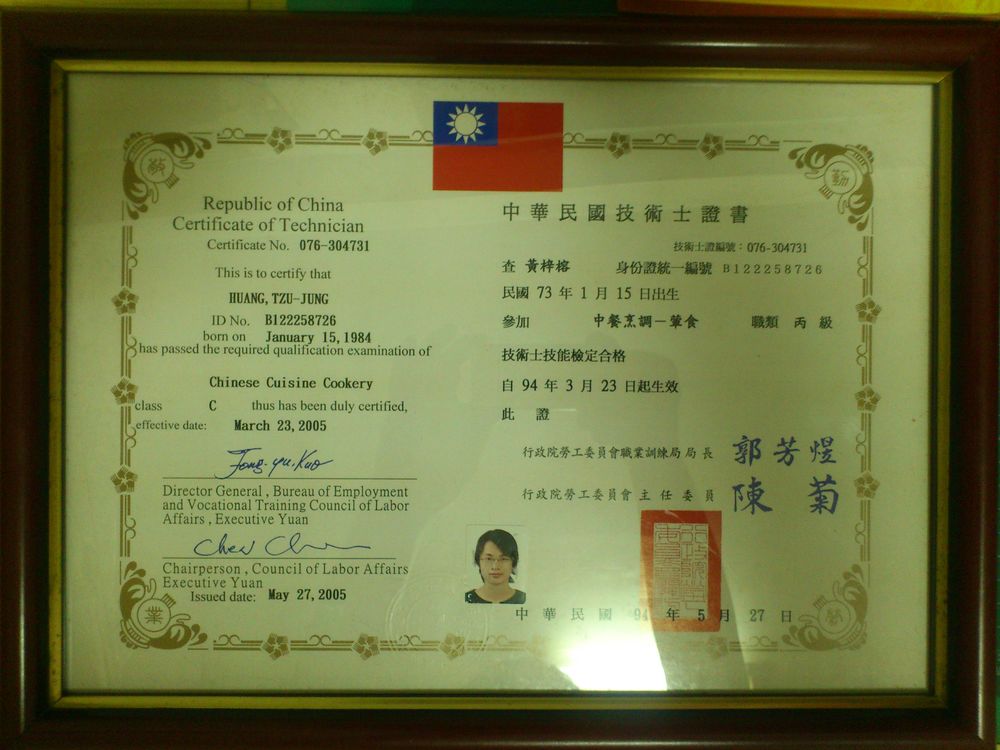 Republic of China
Certificate of Technician
Certificate No. 076-304731
This is to certify that
HUANG, TZU-JUNG
ID No. B122258726
born on January 15, 1984
has passed the required qualification examination of
Chinese Cuisine Cookery
class C thus has been duly certified,
effective date: March 23, 2005
Fong-yu. Kuo
Director General , Bureau of Employment
and Vocational Training Council of Labor
Affairs , Executive Yuan
Chen Chu
Chairperson , Council of Labor Affairs
Executive Yuan
Issued date: May 27, 2005
中華民國技術士證書
技術士證編號：076-304731
查 黃梓榕 身份證統一編號 B122258726
民國 73 年 1 月 15 日出生
參加 中餐烹調－葷食 職類 丙 級
技術士技能檢定合格
自 94 年 3 月 23 日起生效
此 證
行政院勞工委員會職業訓練局 局 長 郭芳煜
行政院勞工委員會 主 任 委 員 陳菊
中 華 民 國 94 年 5 月 27 日
業